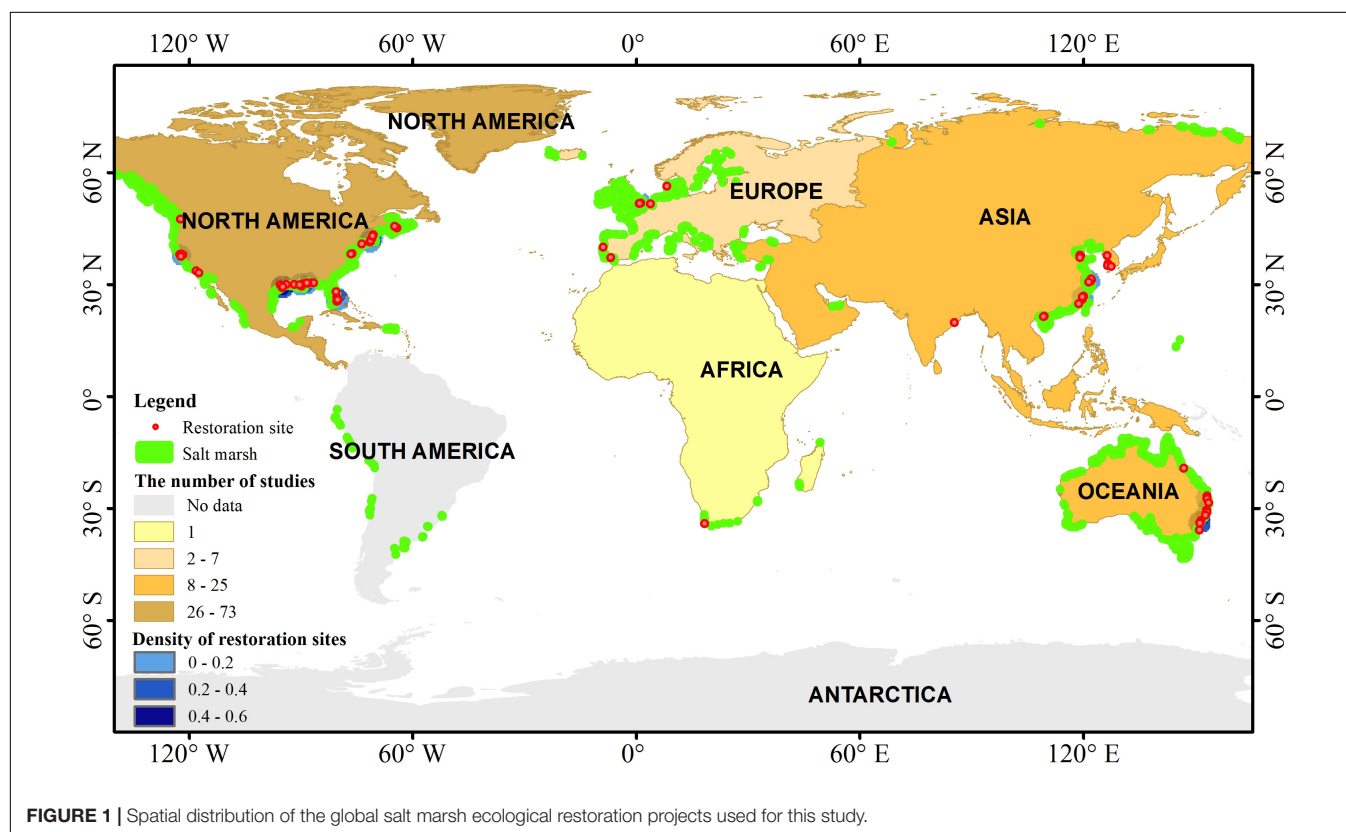 120° W 60° W 0° 60° E 120° E
NORTH AMERICA
60° N 60° N
EUROPE
NORTH AMERICA
ASIA
30° N 30° N
AFRICA
0° 0°
Legend
Restoration site
SOUTH AMERICA
Salt marsh
The number of studies
OCEANIA
No data
30° S 30° S
1
2 - 7
8 - 25
26 - 73
60° S 60° S
Density of restoration sites
0 - 0.2
0.2 - 0.4
ANTARCTICA
0.4 - 0.6
120° W 60° W 0° 60° E 120° E
FIGURE 1 | Spatial distribution of the global salt marsh ecological restoration projects used for this study.